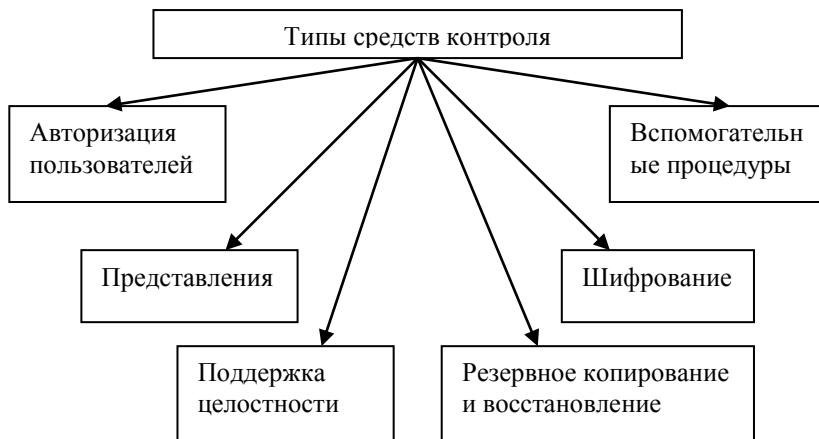 Типы средств контроля
Авторизация
пользователей
Вспомогательн
ые процедуры
Представления
Шифрование
Поддержка
целостности
Резервное копирование
и восстановление